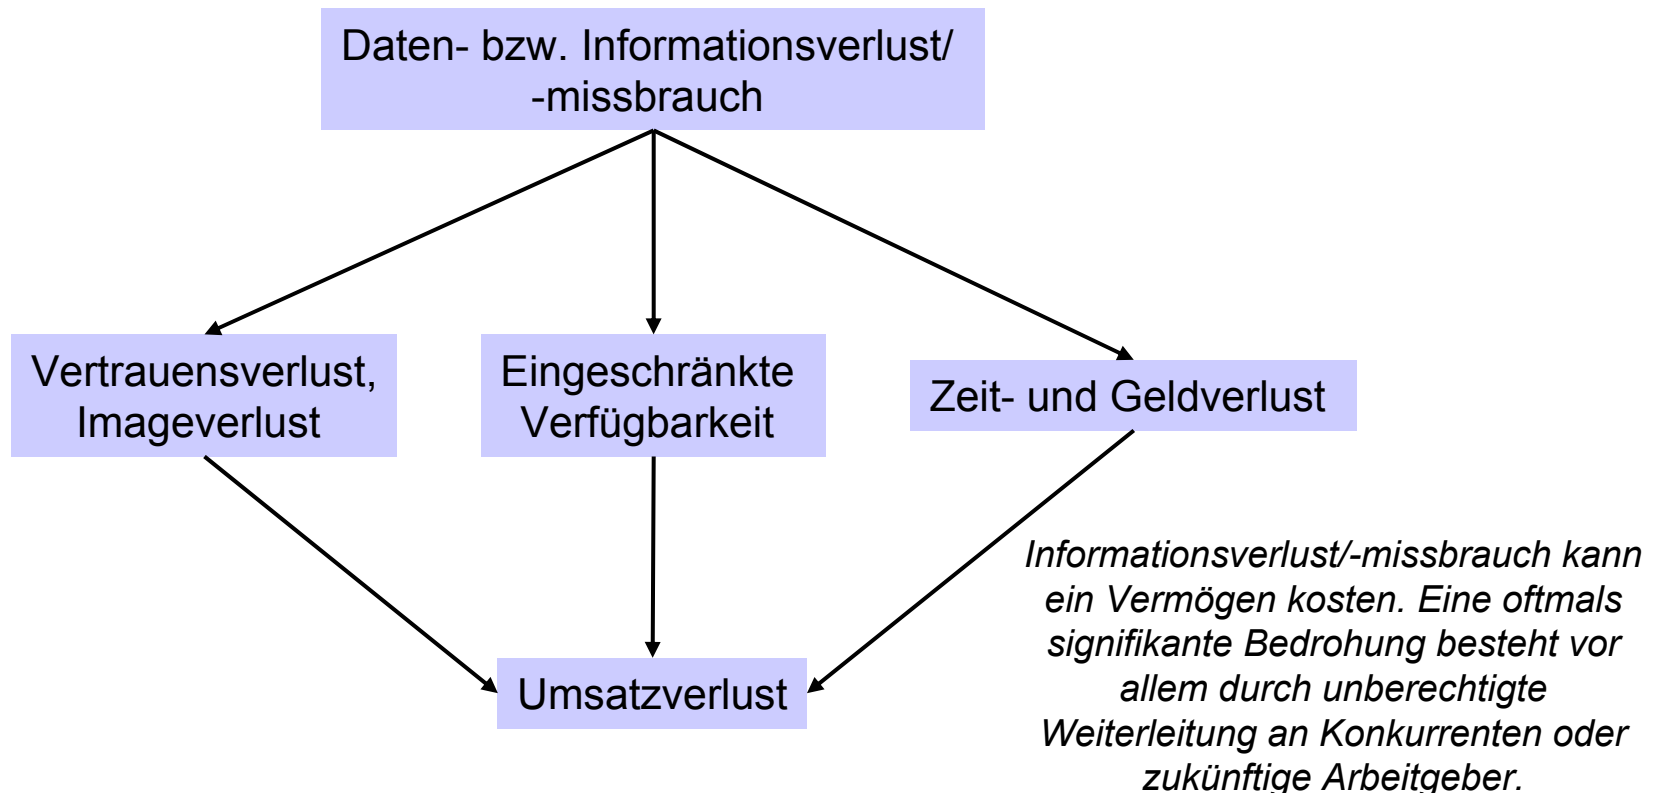 Daten- bzw. Informationsverlust/
-missbrauch
Vertrauensverlust,
Imageverlust
Eingeschränkte
Verfügbarkeit
Zeit- und Geldverlust
Umsatzverlust
Informationsverlust/-missbrauch kann
ein Vermögen kosten. Eine oftmals
signifikante Bedrohung besteht vor
allem durch unberechtigte
Weiterleitung an Konkurrenten oder
zukünftige Arbeitgeber.